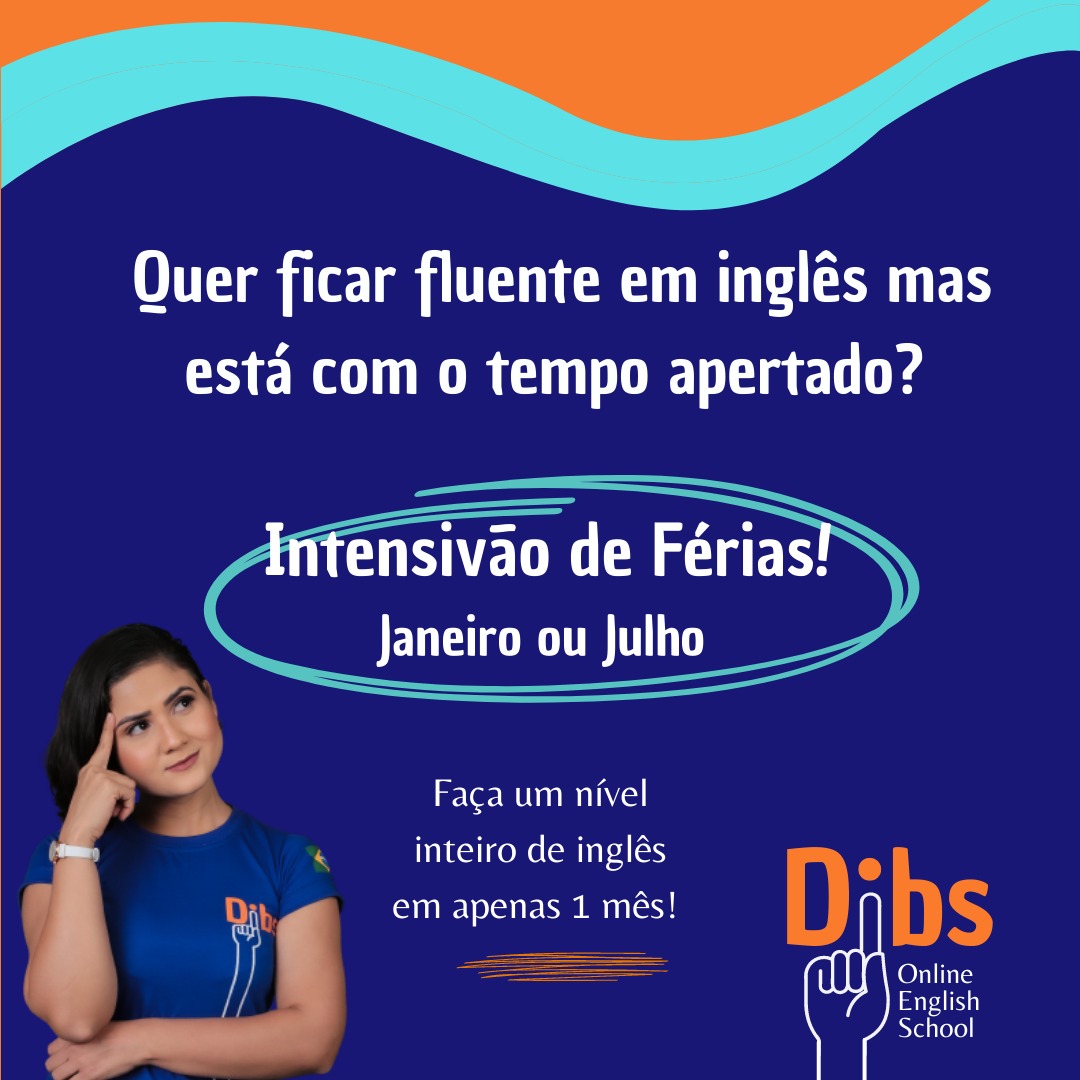 Quer ficar fluente em inglês mas
está com o tempo apertado?
Intensivão de Férias!
Janeiro ou Julho
Faça um nível
inteiro de inglês
em apenas 1 mês!
Dibs
Dibs
Online
English
School